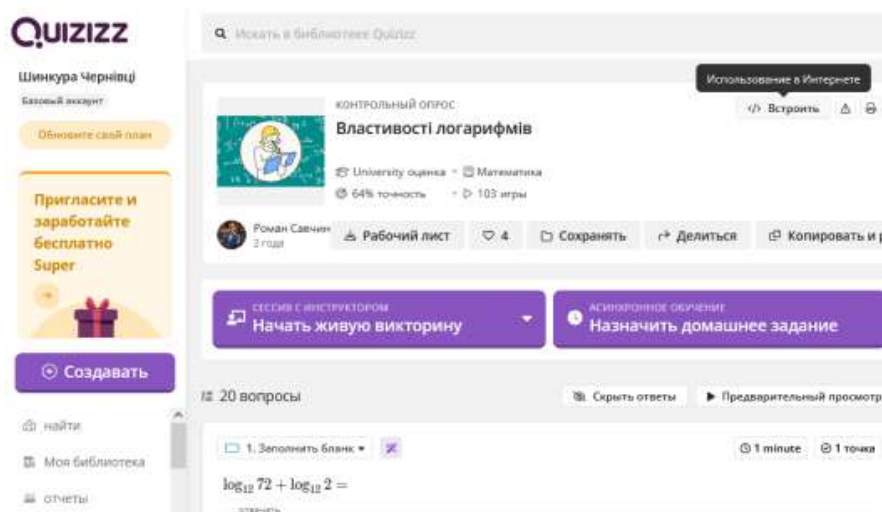 QUIZIZZ
Искать в библиотеке Quizizz
Шинкура Чернівці
Базовый аккаунт
Обновите свой план
Использование в Интернете
КОНТРОЛЬНЫЙ ОПРОС
</> Встроить
Властивості логарифмів
University оценка • Математика
64% точность • 103 игры
Пригласите и
заработайте
бесплатно
Super
Роман Савчин
2 года
Рабочий лист
4
Сохранять
Делиться
Копировать и
СЕССИЯ С ИНСТРУКТОРОМ
Начать живую викторину
АСИНХРОННОЕ ОБУЧЕНИЕ
Назначить домашнее задание
Создавать
20 вопросы
Скрыть ответы
Предварительный просмотр
найти
Моя библиотека
отчеты
1. Заполнить бланк
1 minute
1 точка
log₁₂ 72 + log₁₂ 2 =